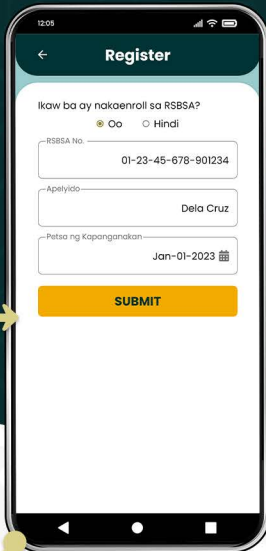 12:05
Register
Ikaw ba ay nakaenroll sa RSBSA?
Oo Hindi
RSBSA No.
01-23-45-678-901234
Apelyido
Dela Cruz
Petsa ng Kapanganakan
Jan-01-2023
SUBMIT